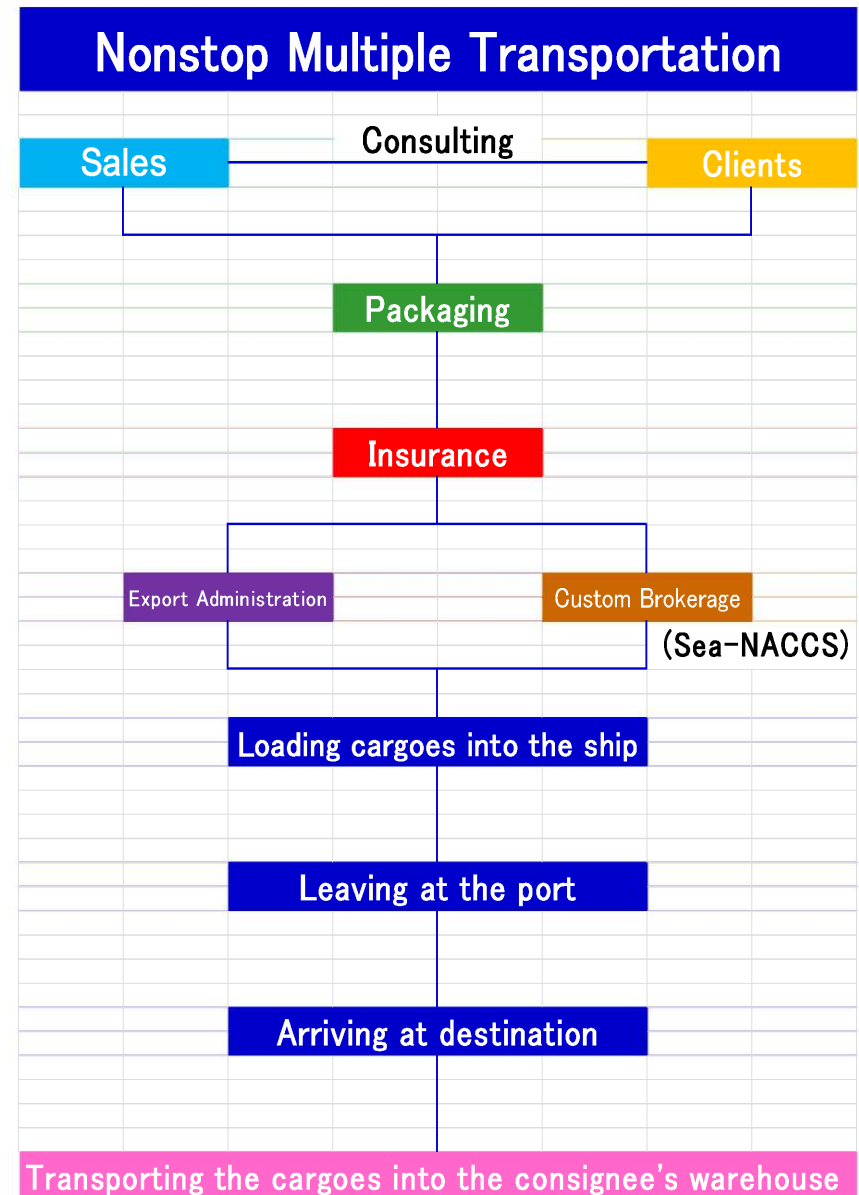 Nonstop Multiple Transportation
Consulting
Sales
Clients
Packaging
Insurance
Export Administration
Custom Brokerage
(Sea-NACCS)
Loading cargoes into the ship
Leaving at the port
Arriving at destination
Transporting the cargoes into the consignee's warehouse